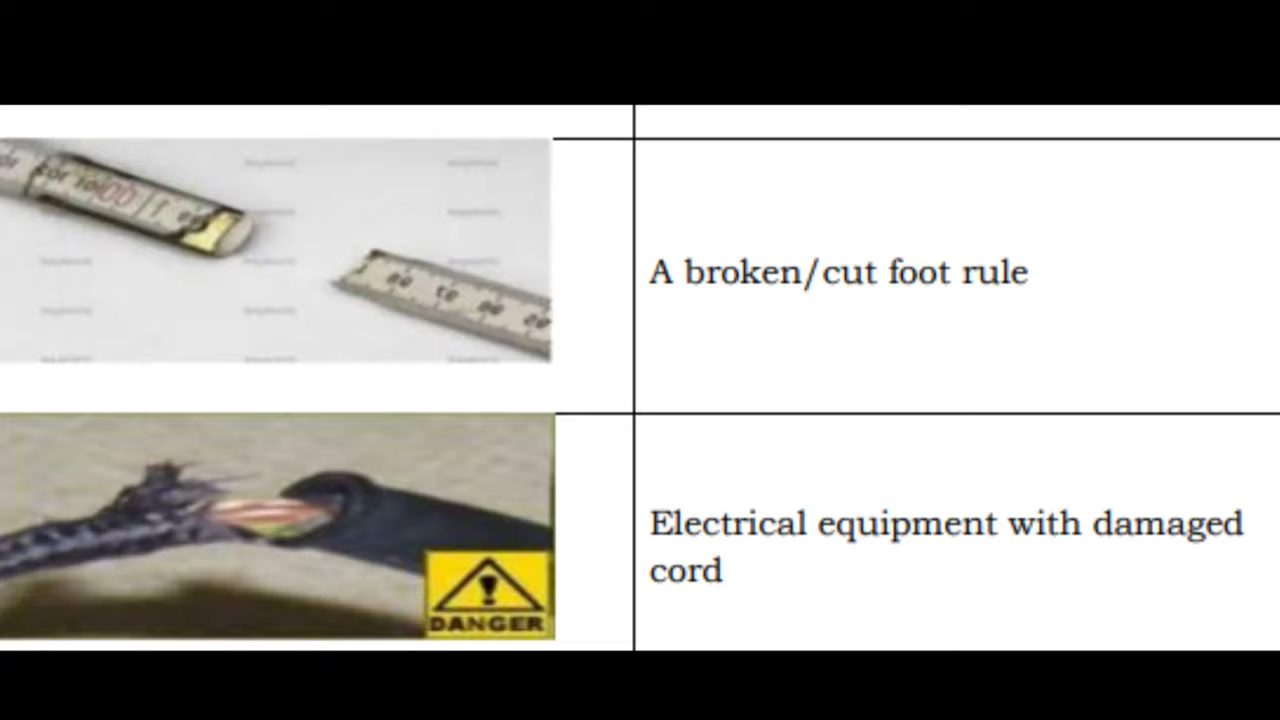 A broken/cut foot rule
Electrical equipment with damaged
cord
DANGER